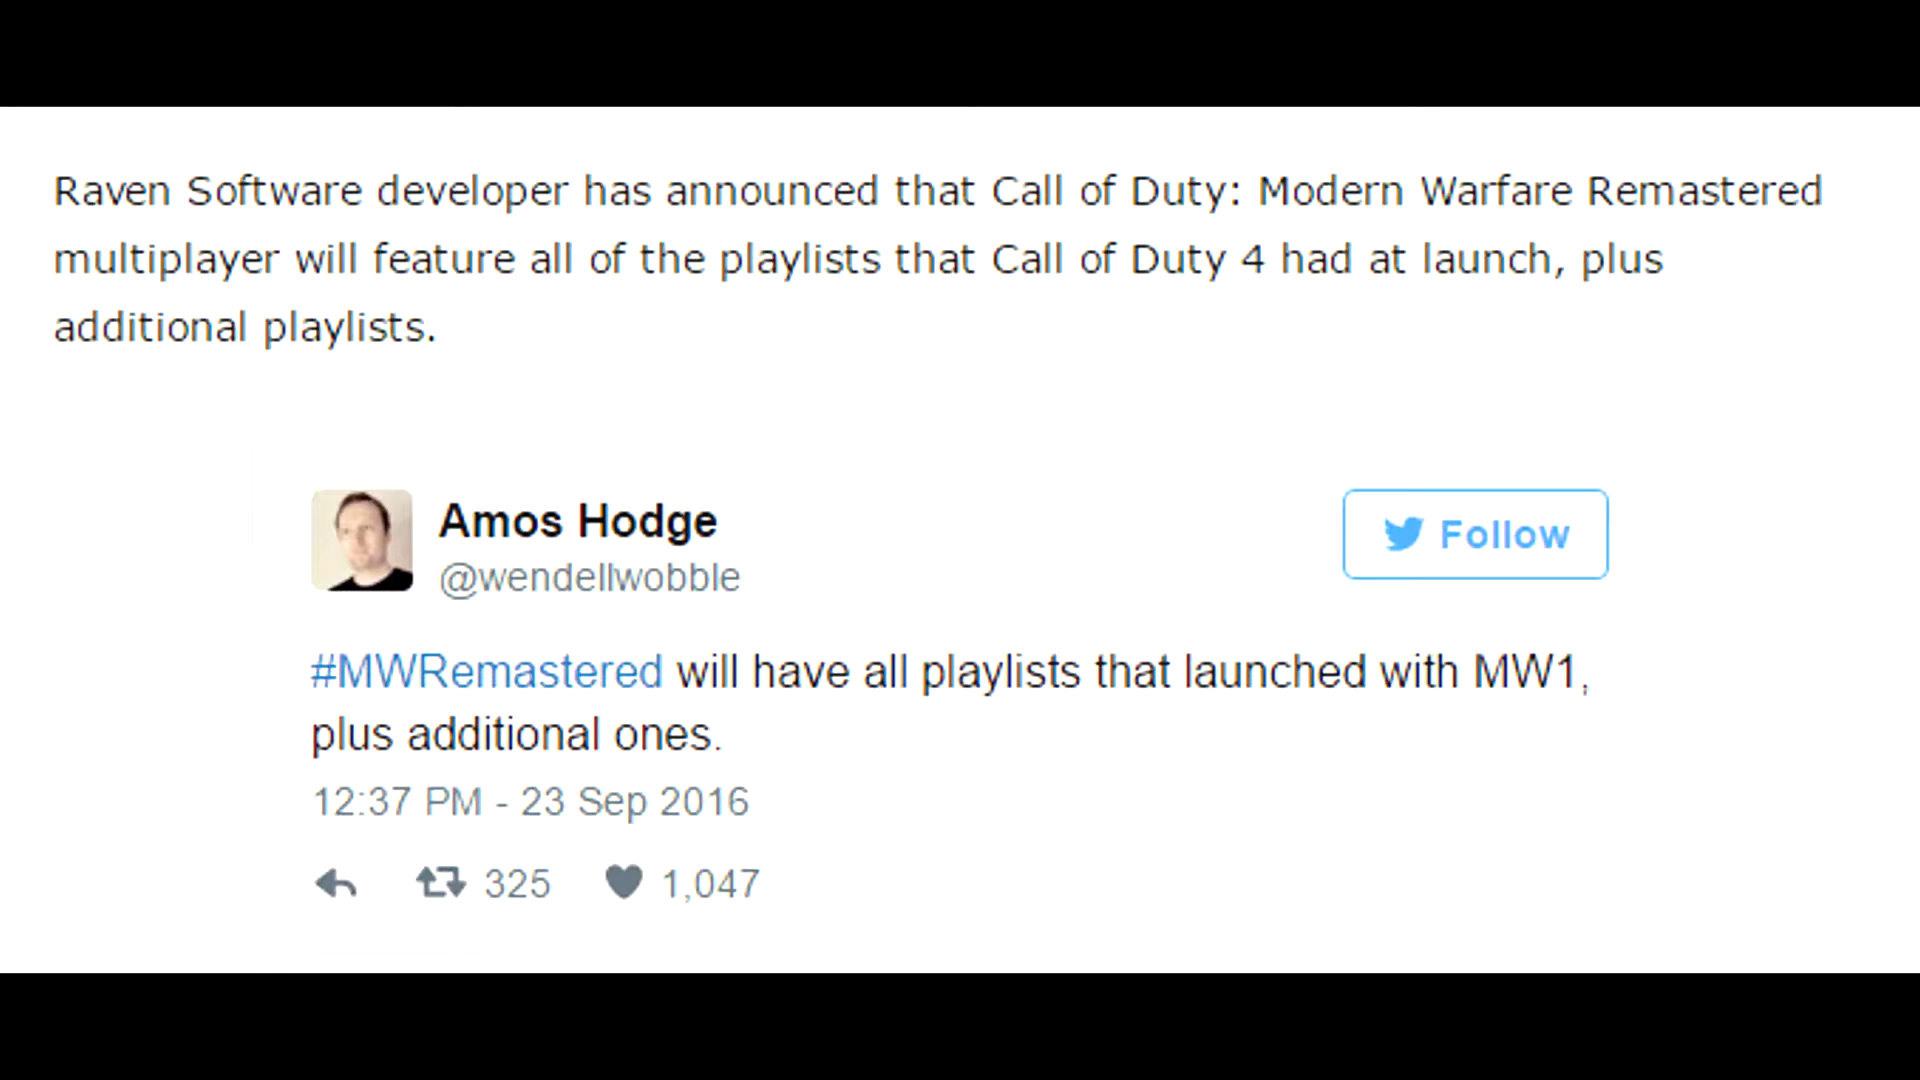 Raven Software developer has announced that Call of Duty: Modern Warfare Remastered
multiplayer will feature all of the playlists that Call of Duty 4 had at launch, plus
additional playlists.
Amos Hodge
@wendellwobble
Follow
#MWRemastered will have all playlists that launched with MW1,
plus additional ones.
12:37 PM - 23 Sep 2016
325 1,047